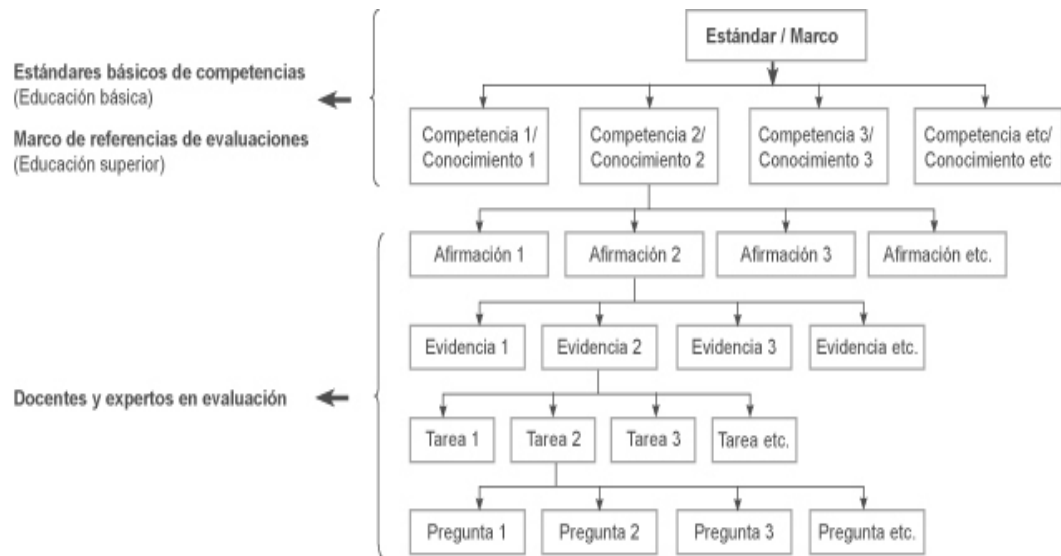 Estándar / Marco
Estándares básicos de competencias
(Educación básica)
Marco de referencias de evaluaciones
(Educación superior)
Competencia 1/
Conocimiento 1
Competencia 2/
Conocimiento 2
Competencia 3/
Conocimiento 3
Competencia etc/
Conocimiento etc
Afirmación 1
Afirmación 2
Afirmación 3
Afirmación etc.
Evidencia 1
Evidencia 2
Evidencia 3
Evidencia etc.
Docentes y expertos en evaluación
Tarea 1
Tarea 2
Tarea 3
Tarea etc.
Pregunta 1
Pregunta 2
Pregunta 3
Pregunta etc.